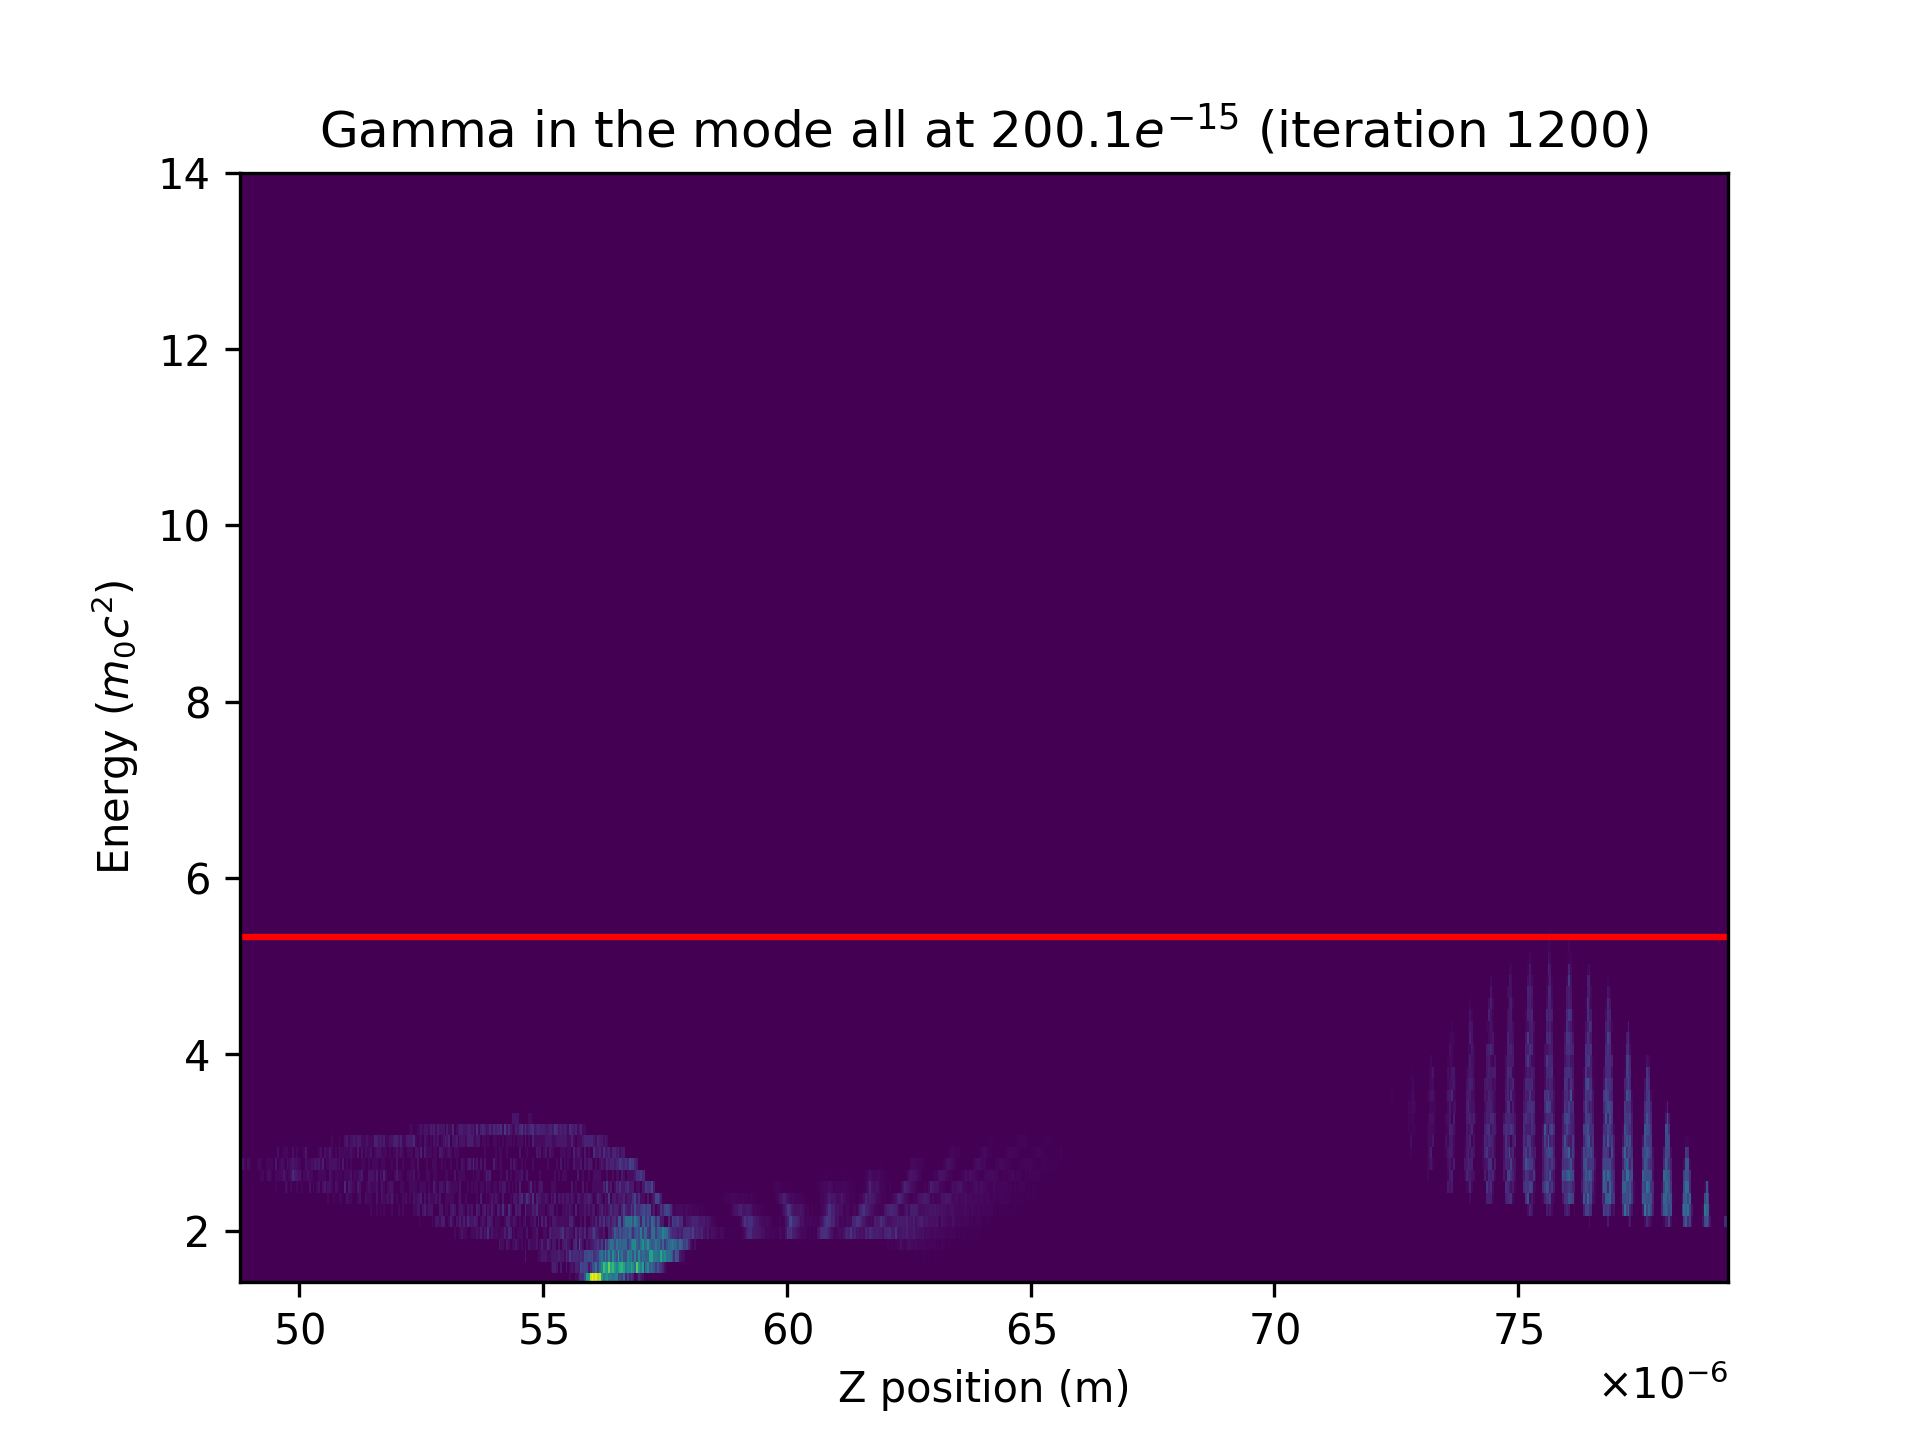 Gamma in the mode all at 200.1e⁻¹⁵ (iteration 1200)
14
12
10
8
6
4
2
Energy (m₀c²)
50 55 60 65 70 75
Z position (m)
×10⁻⁶